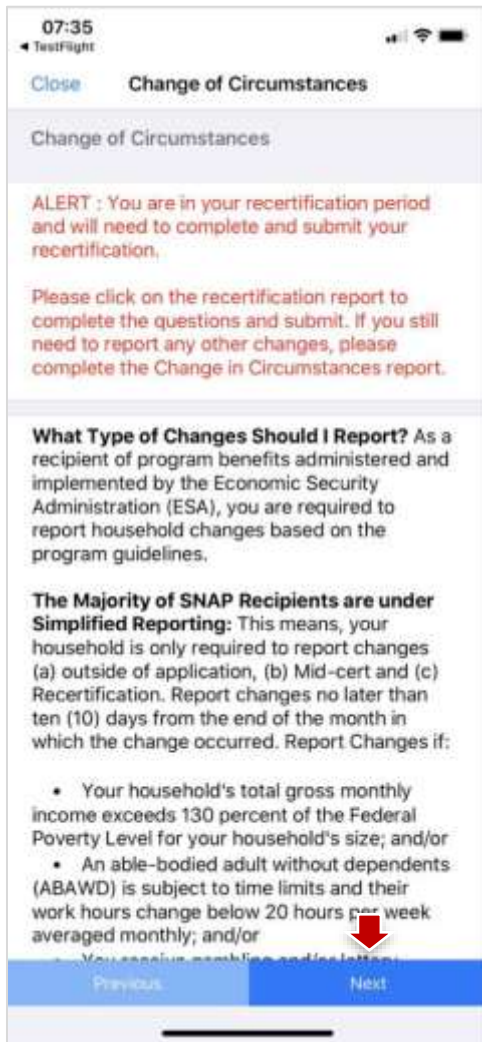 07:35
◀ TestFlight
Close Change of Circumstances
Change of Circumstances
ALERT : You are in your recertification period
and will need to complete and submit your
recertification.
Please click on the recertification report to
complete the questions and submit. If you still
need to report any other changes, please
complete the Change in Circumstances report.
What Type of Changes Should I Report? As a
recipient of program benefits administered and
implemented by the Economic Security
Administration (ESA), you are required to
report household changes based on the
program guidelines.
The Majority of SNAP Recipients are under
Simplified Reporting: This means, your
household is only required to report changes
(a) outside of application, (b) Mid-cert and (c)
Recertification. Report changes no later than
ten (10) days from the end of the month in
which the change occurred. Report Changes if:
• Your household's total gross monthly
income exceeds 130 percent of the Federal
Poverty Level for your household's size; and/or
• An able-bodied adult without dependents
(ABAWD) is subject to time limits and their
work hours change below 20 hours per week
averaged monthly; and/or
• You receive gambling and/or lottery
Previous Next